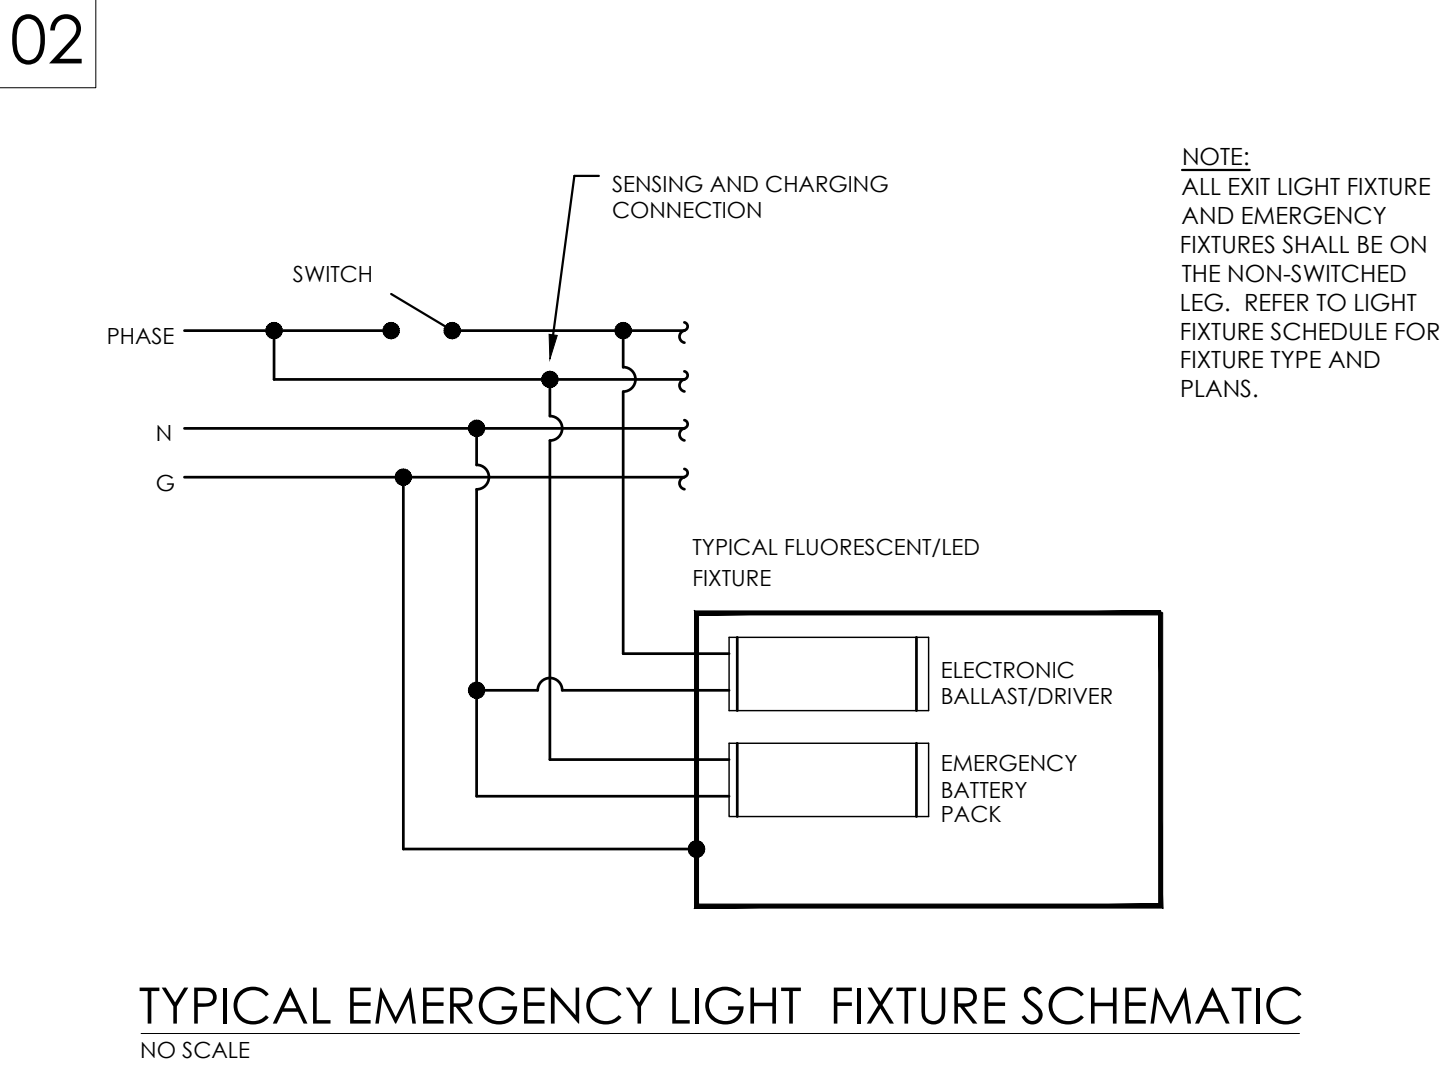 02
NOTE:
ALL EXIT LIGHT FIXTURE
AND EMERGENCY
FIXTURES SHALL BE ON
THE NON-SWITCHED
LEG. REFER TO LIGHT
FIXTURE SCHEDULE FOR
FIXTURE TYPE AND
PLANS.
SENSING AND CHARGING
CONNECTION
SWITCH
PHASE
N
G
TYPICAL FLUORESCENT/LED
FIXTURE
ELECTRONIC
BALLAST/DRIVER
EMERGENCY
BATTERY
PACK
TYPICAL EMERGENCY LIGHT FIXTURE SCHEMATIC
NO SCALE